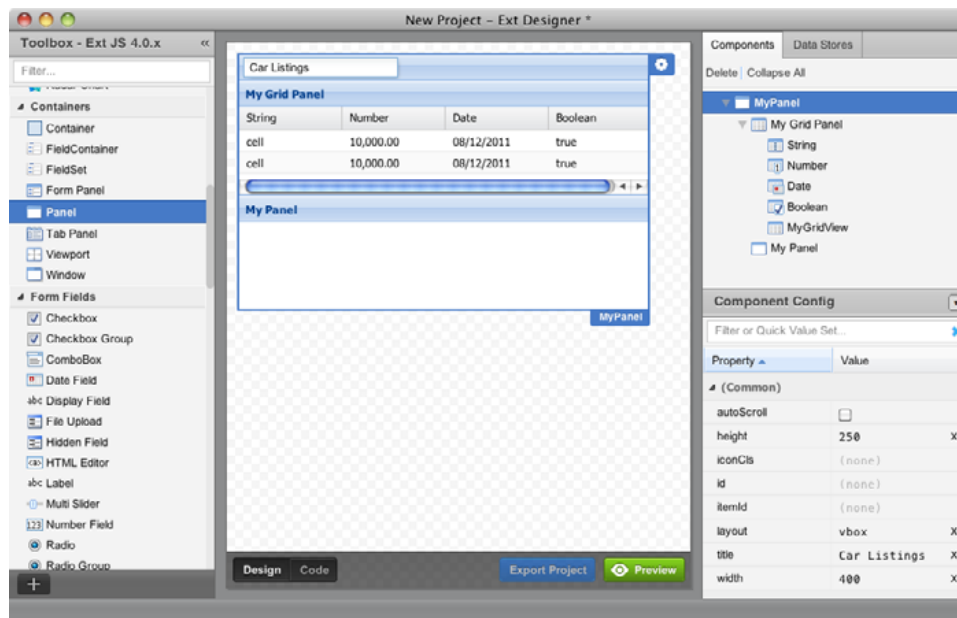 New Project – Ext Designer *
Toolbox - Ext JS 4.0.x
«
Filter...
Containers
Container
FieldContainer
FieldSet
Form Panel
Panel
Tab Panel
Viewport
Window
Form Fields
Checkbox
Checkbox Group
ComboBox
Date Field
abc Display Field
File Upload
Hidden Field
HTML Editor
abc Label
Multi Slider
123 Number Field
Radio
Radio Group
+
Car Listings
My Grid Panel
String Number Date Boolean
cell 10,000.00 08/12/2011 true
cell 10,000.00 08/12/2011 true
My Panel
MyPanel
Design Code
Export Project
Preview
Components Data Stores
Delete | Collapse All
MyPanel
My Grid Panel
String
Number
Date
Boolean
MyGridView
My Panel
Component Config
Filter or Quick Value Set...
Property Value
(Common)
autoScroll
height 250 X
iconCls (none)
id (none)
itemId (none)
layout vbox X
title Car Listings X
width 400 X